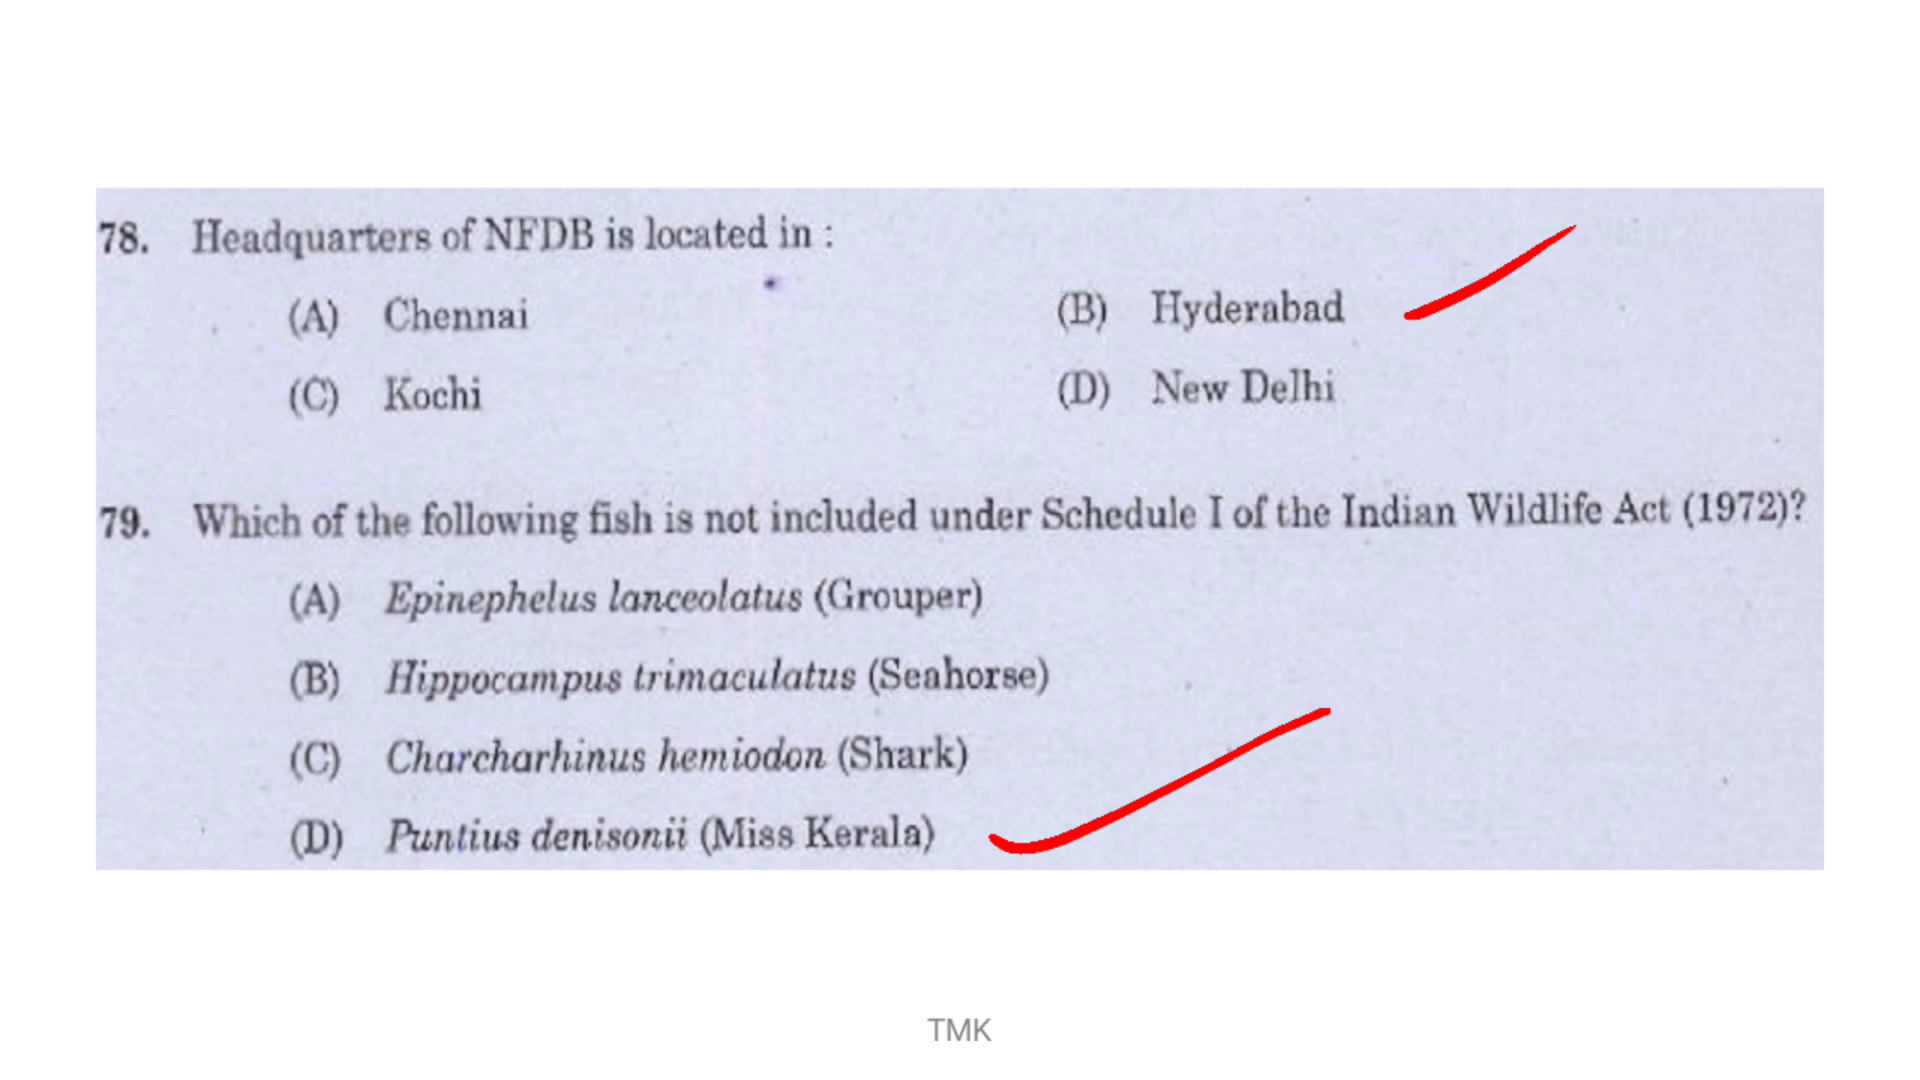 78. Headquarters of NFDB is located in :
(A) Chennai (B) Hyderabad
(C) Kochi (D) New Delhi
79. Which of the following fish is not included under Schedule I of the Indian Wildlife Act (1972)?
(A) Epinephelus lanceolatus (Grouper)
(B) Hippocampus trimaculatus (Seahorse)
(C) Charcharhinus hemiodon (Shark)
(D) Puntius denisonii (Miss Kerala)
TMK